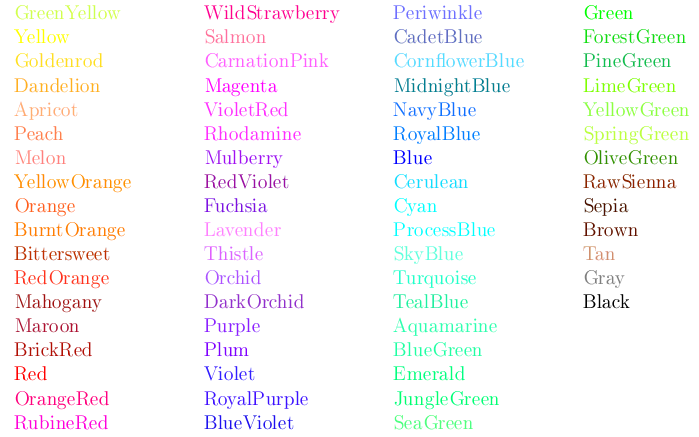 GreenYellow
Yellow
Goldenrod
Dandelion
Apricot
Peach
Melon
YellowOrange
Orange
BurntOrange
Bittersweet
RedOrange
Mahogany
Maroon
BrickRed
Red
OrangeRed
RubineRed
WildStrawberry
Salmon
CarnationPink
Magenta
VioletRed
Rhodamine
Mulberry
RedViolet
Fuchsia
Lavender
Thistle
Orchid
DarkOrchid
Purple
Plum
Violet
RoyalPurple
BlueViolet
Periwinkle
CadetBlue
CornflowerBlue
MidnightBlue
NavyBlue
RoyalBlue
Blue
Cerulean
Cyan
ProcessBlue
SkyBlue
Turquoise
TealBlue
Aquamarine
BlueGreen
Emerald
JungleGreen
SeaGreen
Green
ForestGreen
PineGreen
LimeGreen
YellowGreen
SpringGreen
OliveGreen
RawSienna
Sepia
Brown
Tan
Gray
Black